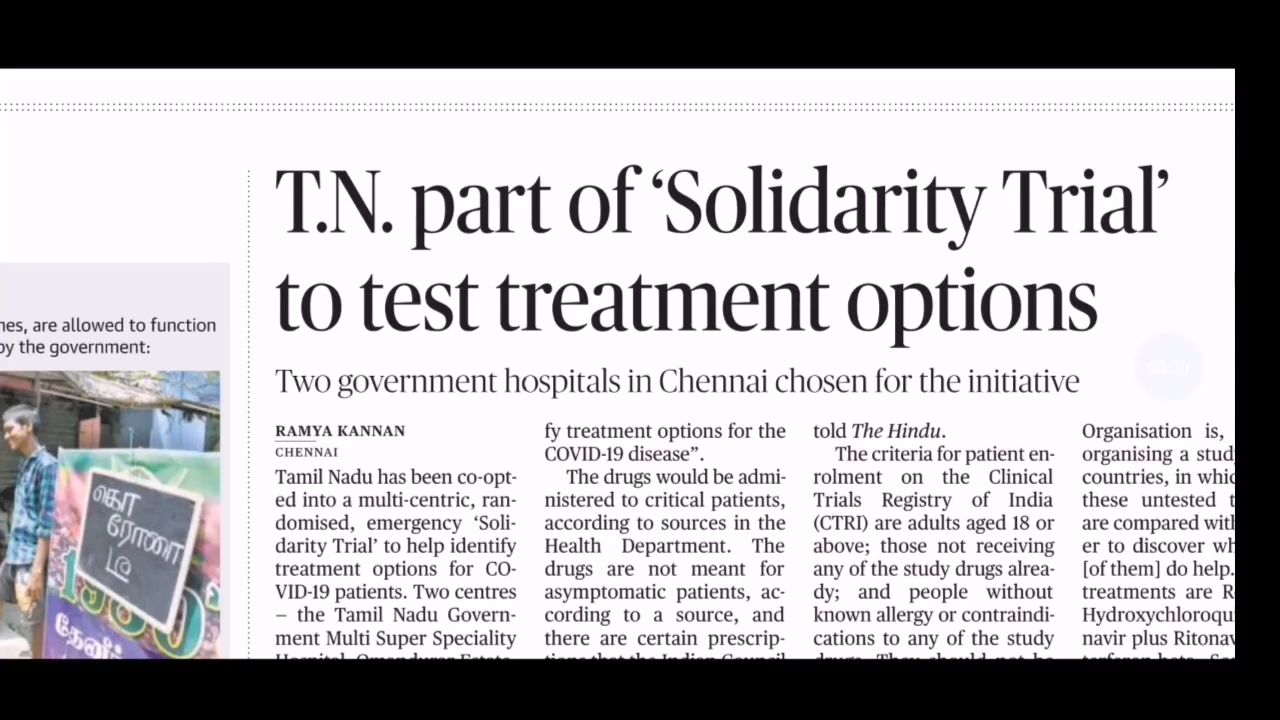 T.N. part of ‘Solidarity Trial’
to test treatment options
Two government hospitals in Chennai chosen for the initiative
are allowed to function
by the government:
கொ
ரோனா
டீ
RAMYA KANNAN
CHENNAI
Tamil Nadu has been co-opt-
ed into a multi-centric, ran-
domised, emergency ‘Soli-
darity Trial’ to help identify
treatment options for CO-
VID-19 patients. Two centres
– the Tamil Nadu Govern-
ment Multi Super Speciality
fy treatment options for the
COVID-19 disease”.
The drugs would be admi-
nistered to critical patients,
according to sources in the
Health Department. The
drugs are not meant for
asymptomatic patients, ac-
cording to a source, and
there are certain prescrip-
told The Hindu.
The criteria for patient en-
rolment on the Clinical
Trials Registry of India
(CTRI) are adults aged 18 or
above; those not receiving
any of the study drugs alrea-
dy; and people without
known allergy or contraindi-
cations to any of the study
Organisation is,
organising a study
countries, in
these untested
are compared
er to discover
[of them] do help.
treatments are
navir plus